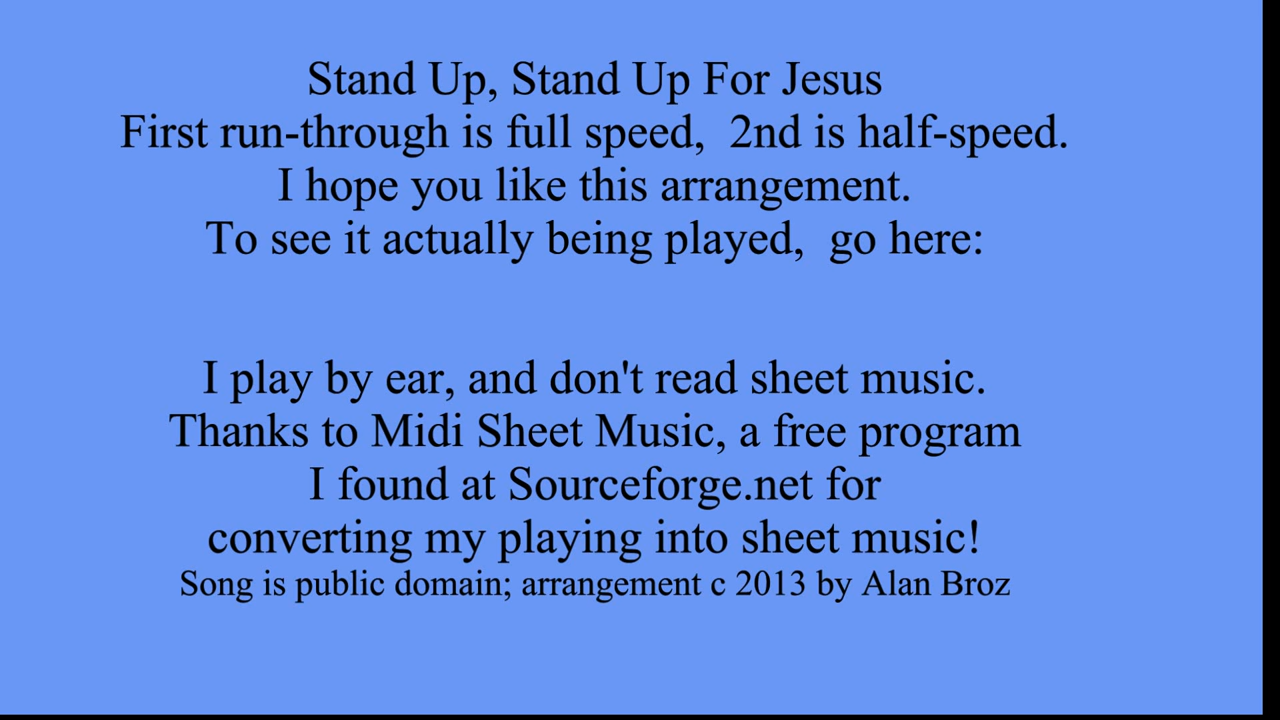 Stand Up, Stand Up For Jesus
First run-through is full speed,  2nd is half-speed.
I hope you like this arrangement.
To see it actually being played,  go here:
I play by ear, and don't read sheet music.
Thanks to Midi Sheet Music, a free program
I found at Sourceforge.net for
converting my playing into sheet music!
Song is public domain; arrangement c 2013 by Alan Broz